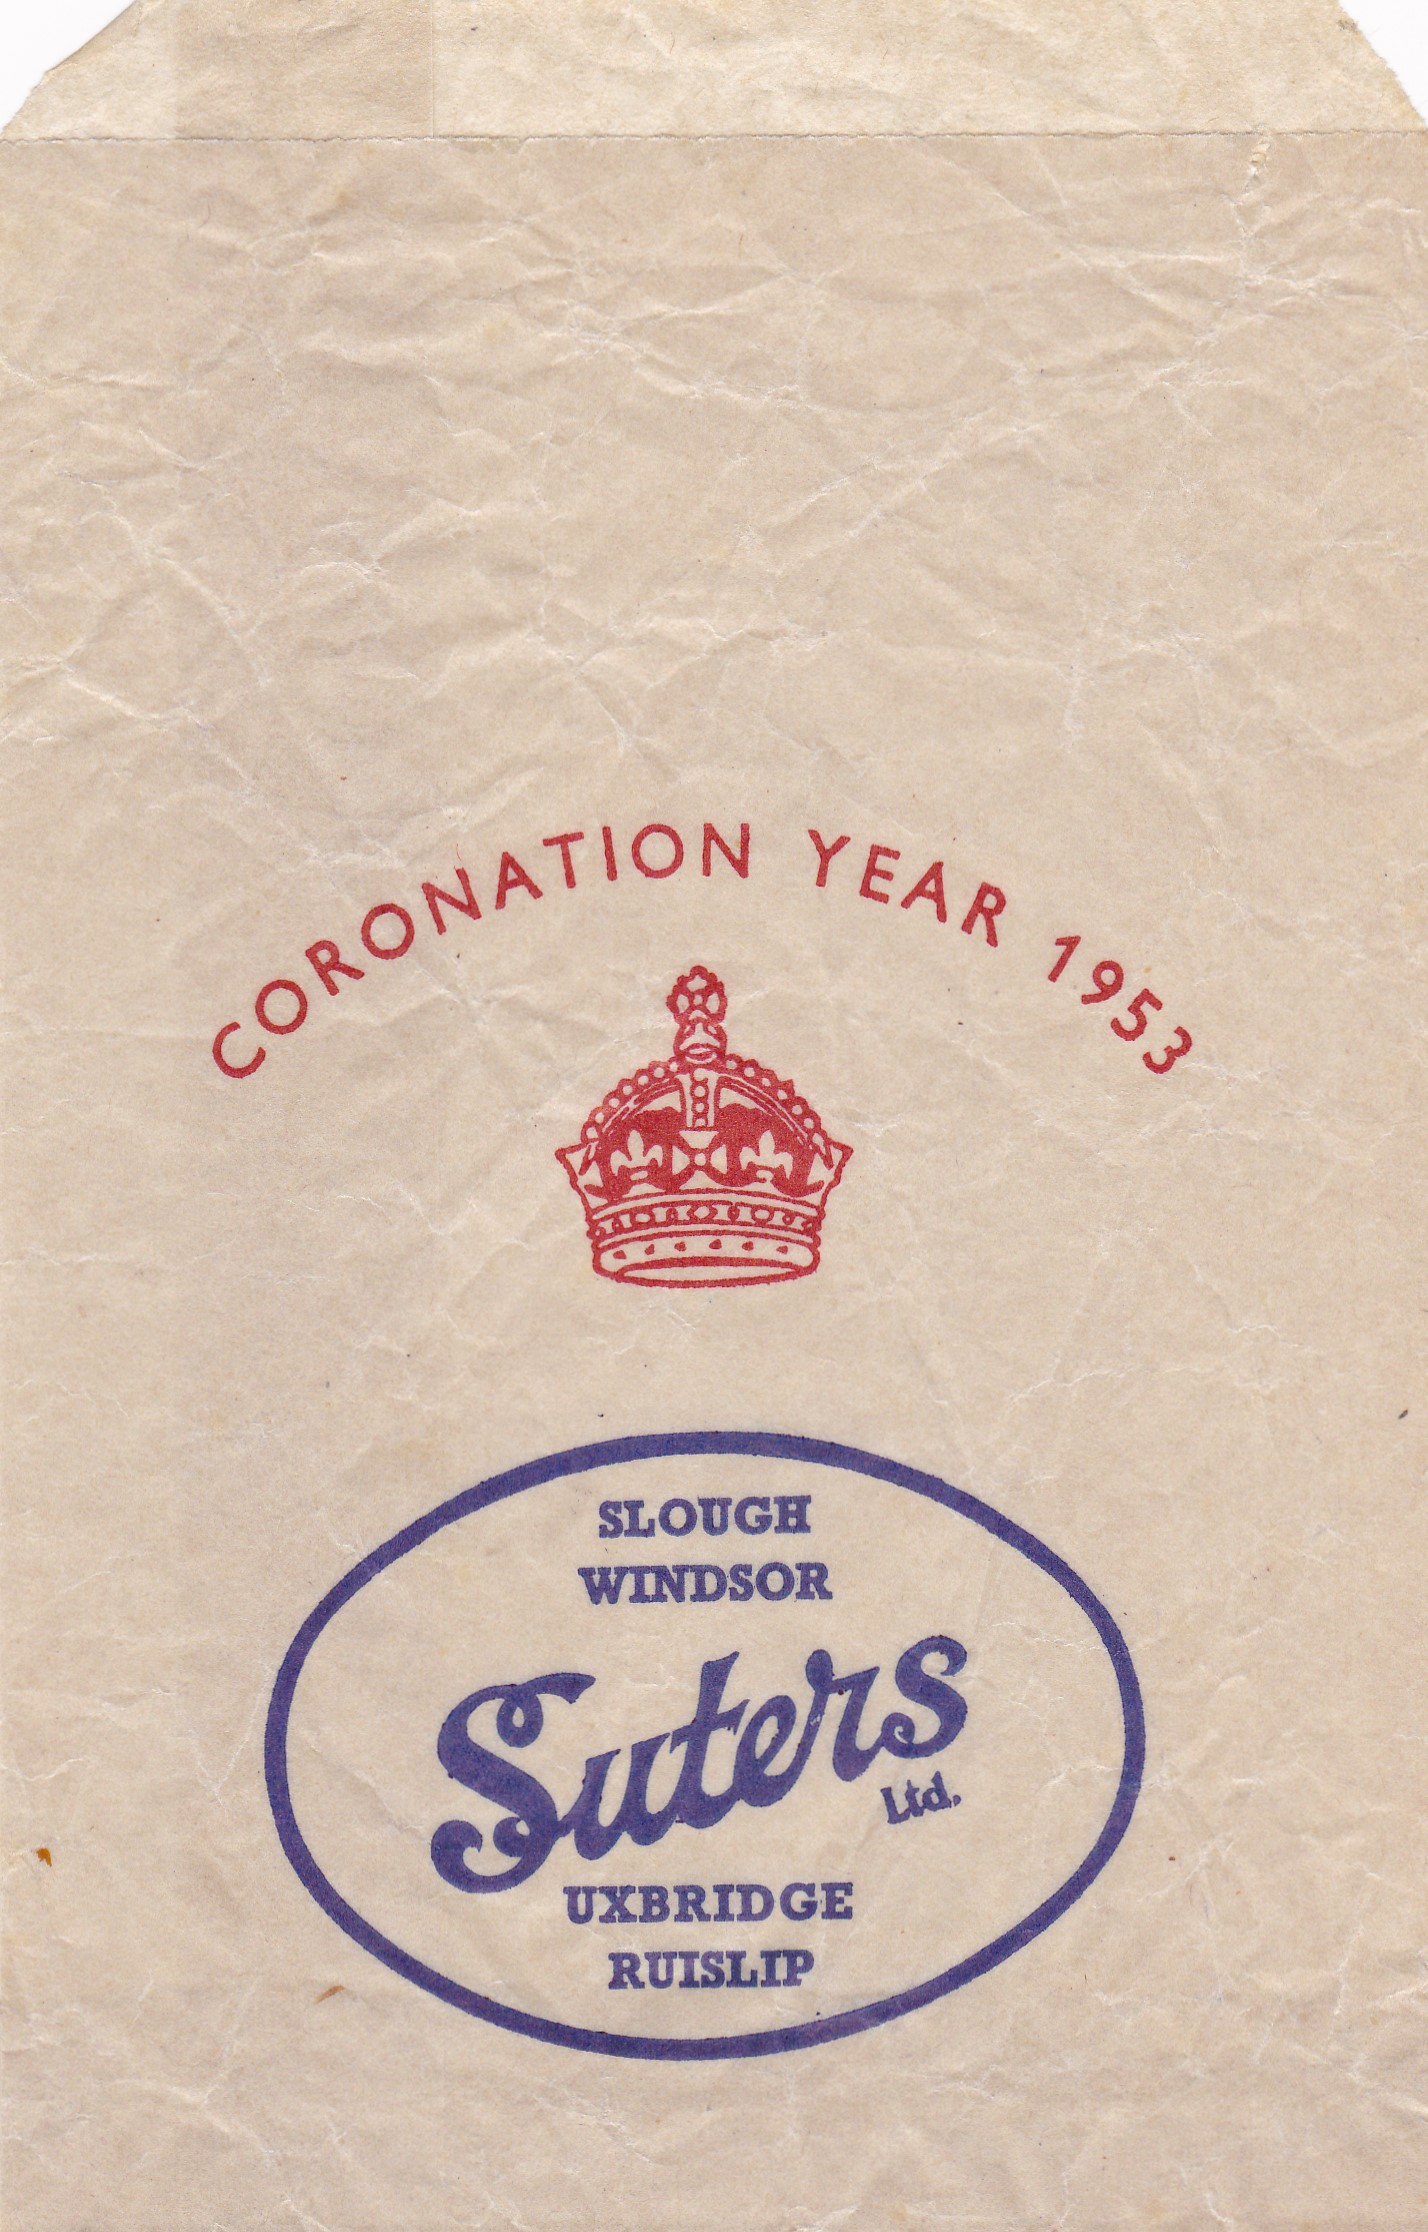 CORONATION YEAR 1953
SLOUGH
WINDSOR
Suters
Ltd.
UXBRIDGE
RUISLIP